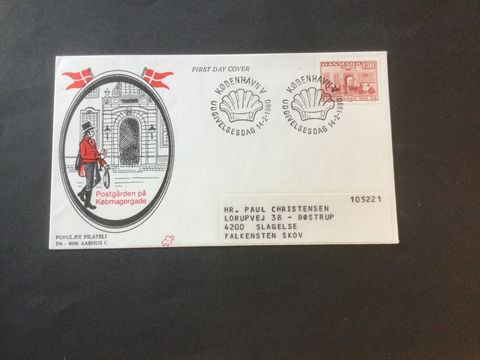 FIRST DAY COVER
KØBENHAVN V
UDGIVELSESDAG 14-2-1980
KØBENHAVN V
UDGIVELSESDAG 14-2-1980
DANMARK
Postgården på
Købmagergade
POPULÆR FILATELI
DK - 8000 AARHUS C
105221
HR. PAUL CHRISTENSEN
LORUPVEJ 38 - BØSTRUP
4200 SLAGELSE
FALKENSTEN SKOV